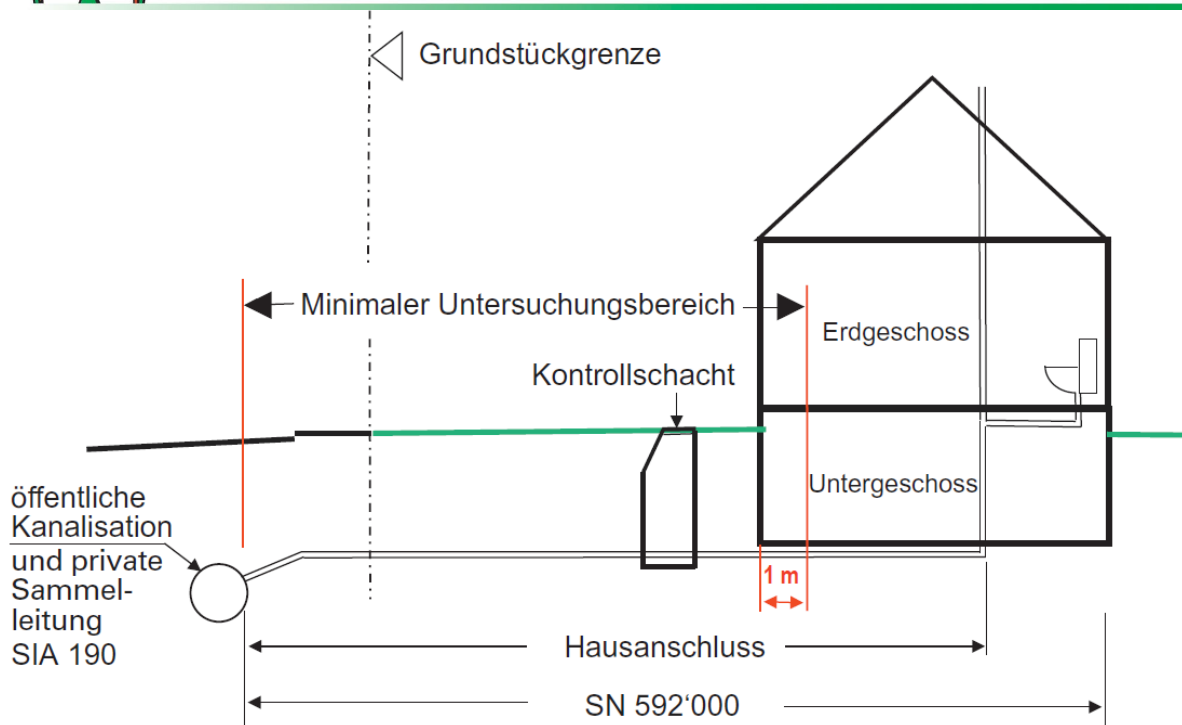 Grundstückgrenze
Minimaler Untersuchungsbereich
Erdgeschoss
Kontrollschacht
Untergeschoss
öffentliche
Kanalisation
und private
Sammel-
leitung
SIA 190
1 m
Hausanschluss
SN 592‘000